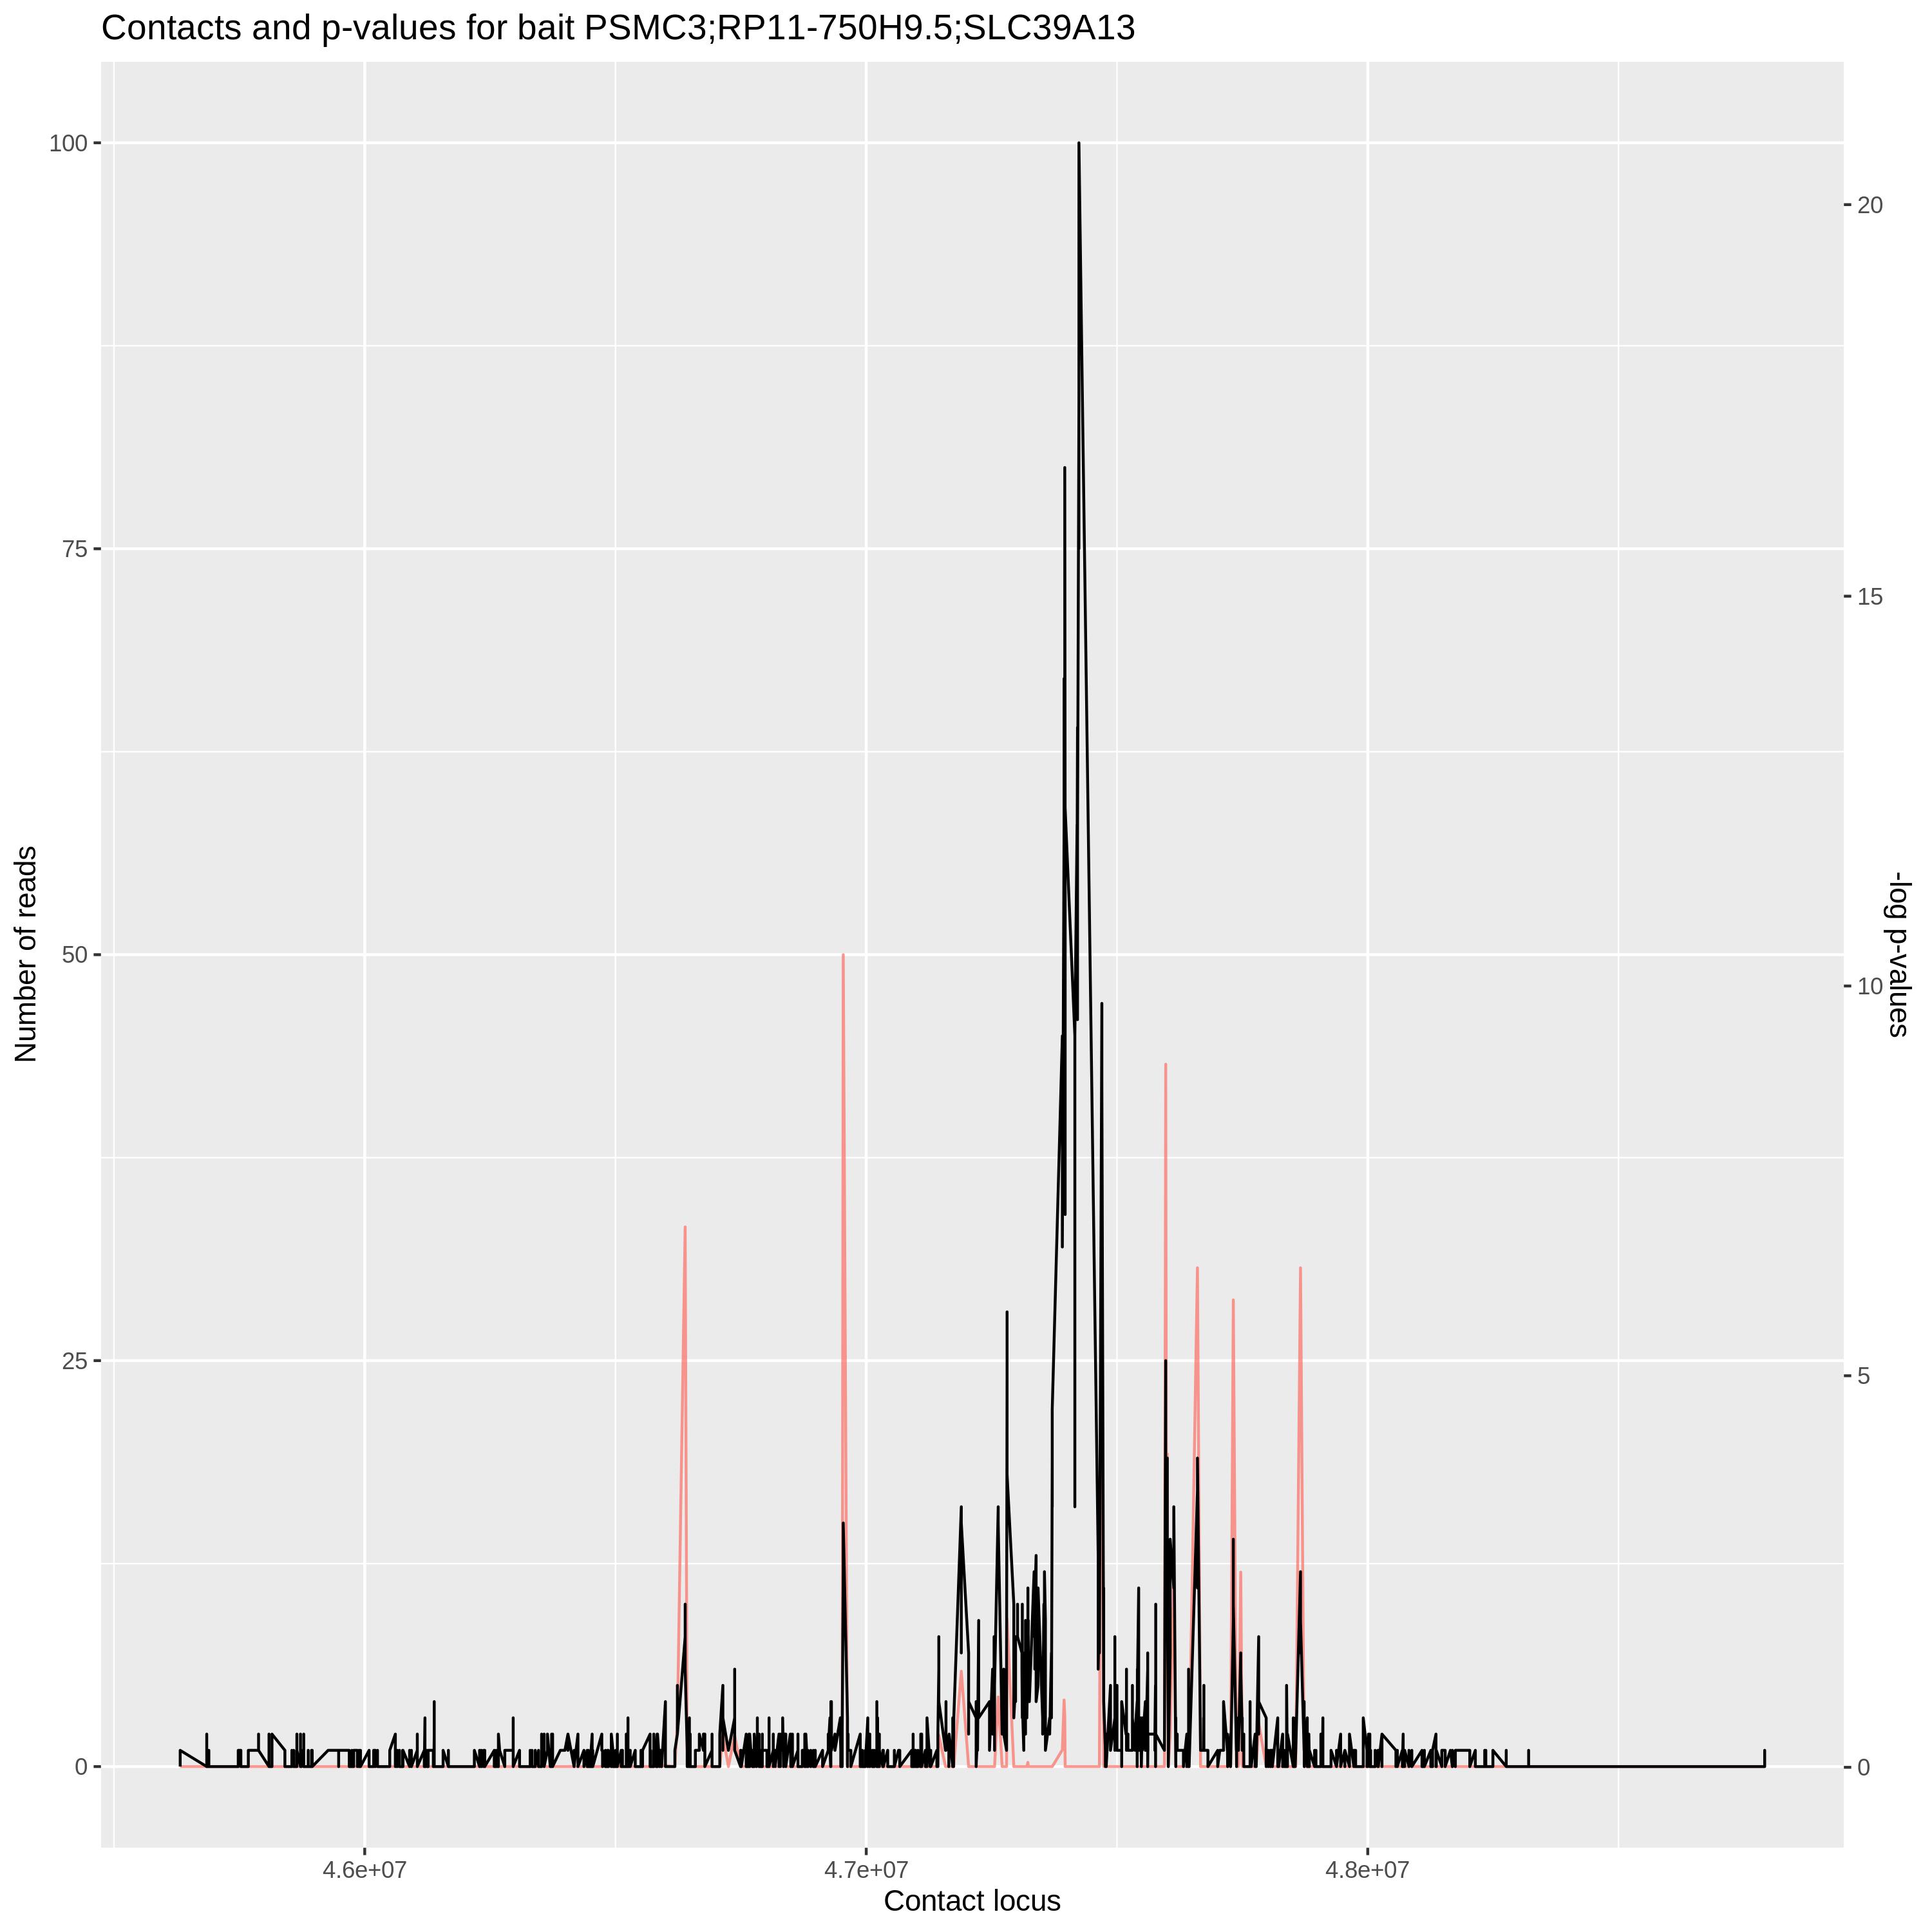 Contacts and p-values for bait PSMC3;RP11-750H9.5;SLC39A13
100
75
50
25
0
Number of reads
20
15
10
5
0
-log p-values
4.6e+07
4.7e+07
4.8e+07
Contact locus